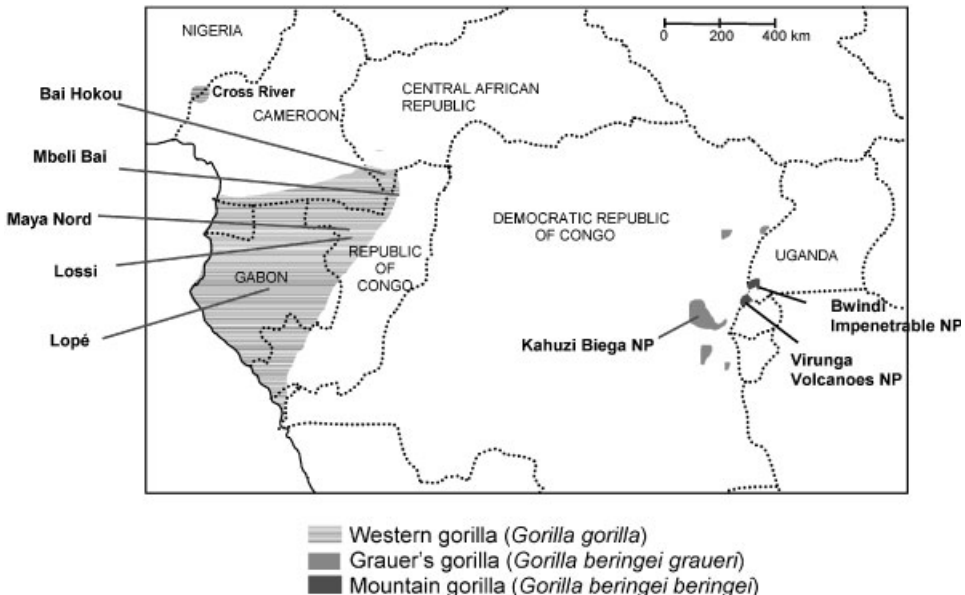 NIGERIA
0 200 400 km
Bai Hokou
Cross River
CENTRAL AFRICAN
REPUBLIC
CAMEROON
Mbeli Bai
Maya Nord
DEMOCRATIC REPUBLIC
OF CONGO
Lossi
REPUBLIC
OF
CONGO
UGANDA
GABON
Lopé
Bwindi
Impenetrable NP
Kahuzi Biega NP
Virunga
Volcanoes NP
Western gorilla (Gorilla gorilla)
Grauer's gorilla (Gorilla beringei graueri)
Mountain gorilla (Gorilla beringei beringei)